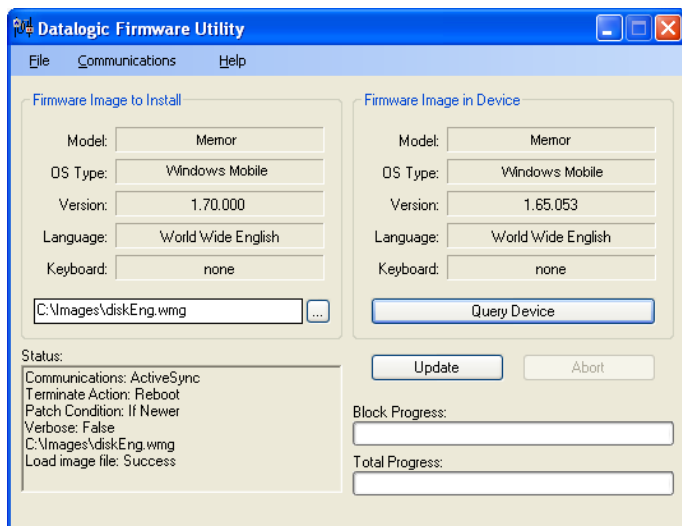 Datalogic Firmware Utility
File Communications Help
Firmware Image to Install
Model: Memor
OS Type: Windows Mobile
Version: 1.70.000
Language: World Wide English
Keyboard: none
C:\Images\diskEng.wmg ...
Firmware Image in Device
Model: Memor
OS Type: Windows Mobile
Version: 1.65.053
Language: World Wide English
Keyboard: none
Query Device
Status:
Communications: ActiveSync
Terminate Action: Reboot
Patch Condition: If Newer
Verbose: False
C:\Images\diskEng.wmg
Load image file: Success
Update Abort
Block Progress:
Total Progress: